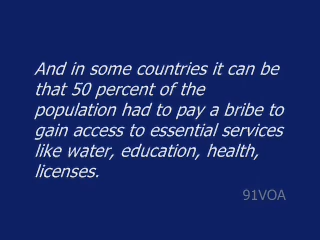 And in some countries it can be
that 50 percent of the
population had to pay a bribe to
gain access to essential services
like water, education, health,
licenses.
91VOA